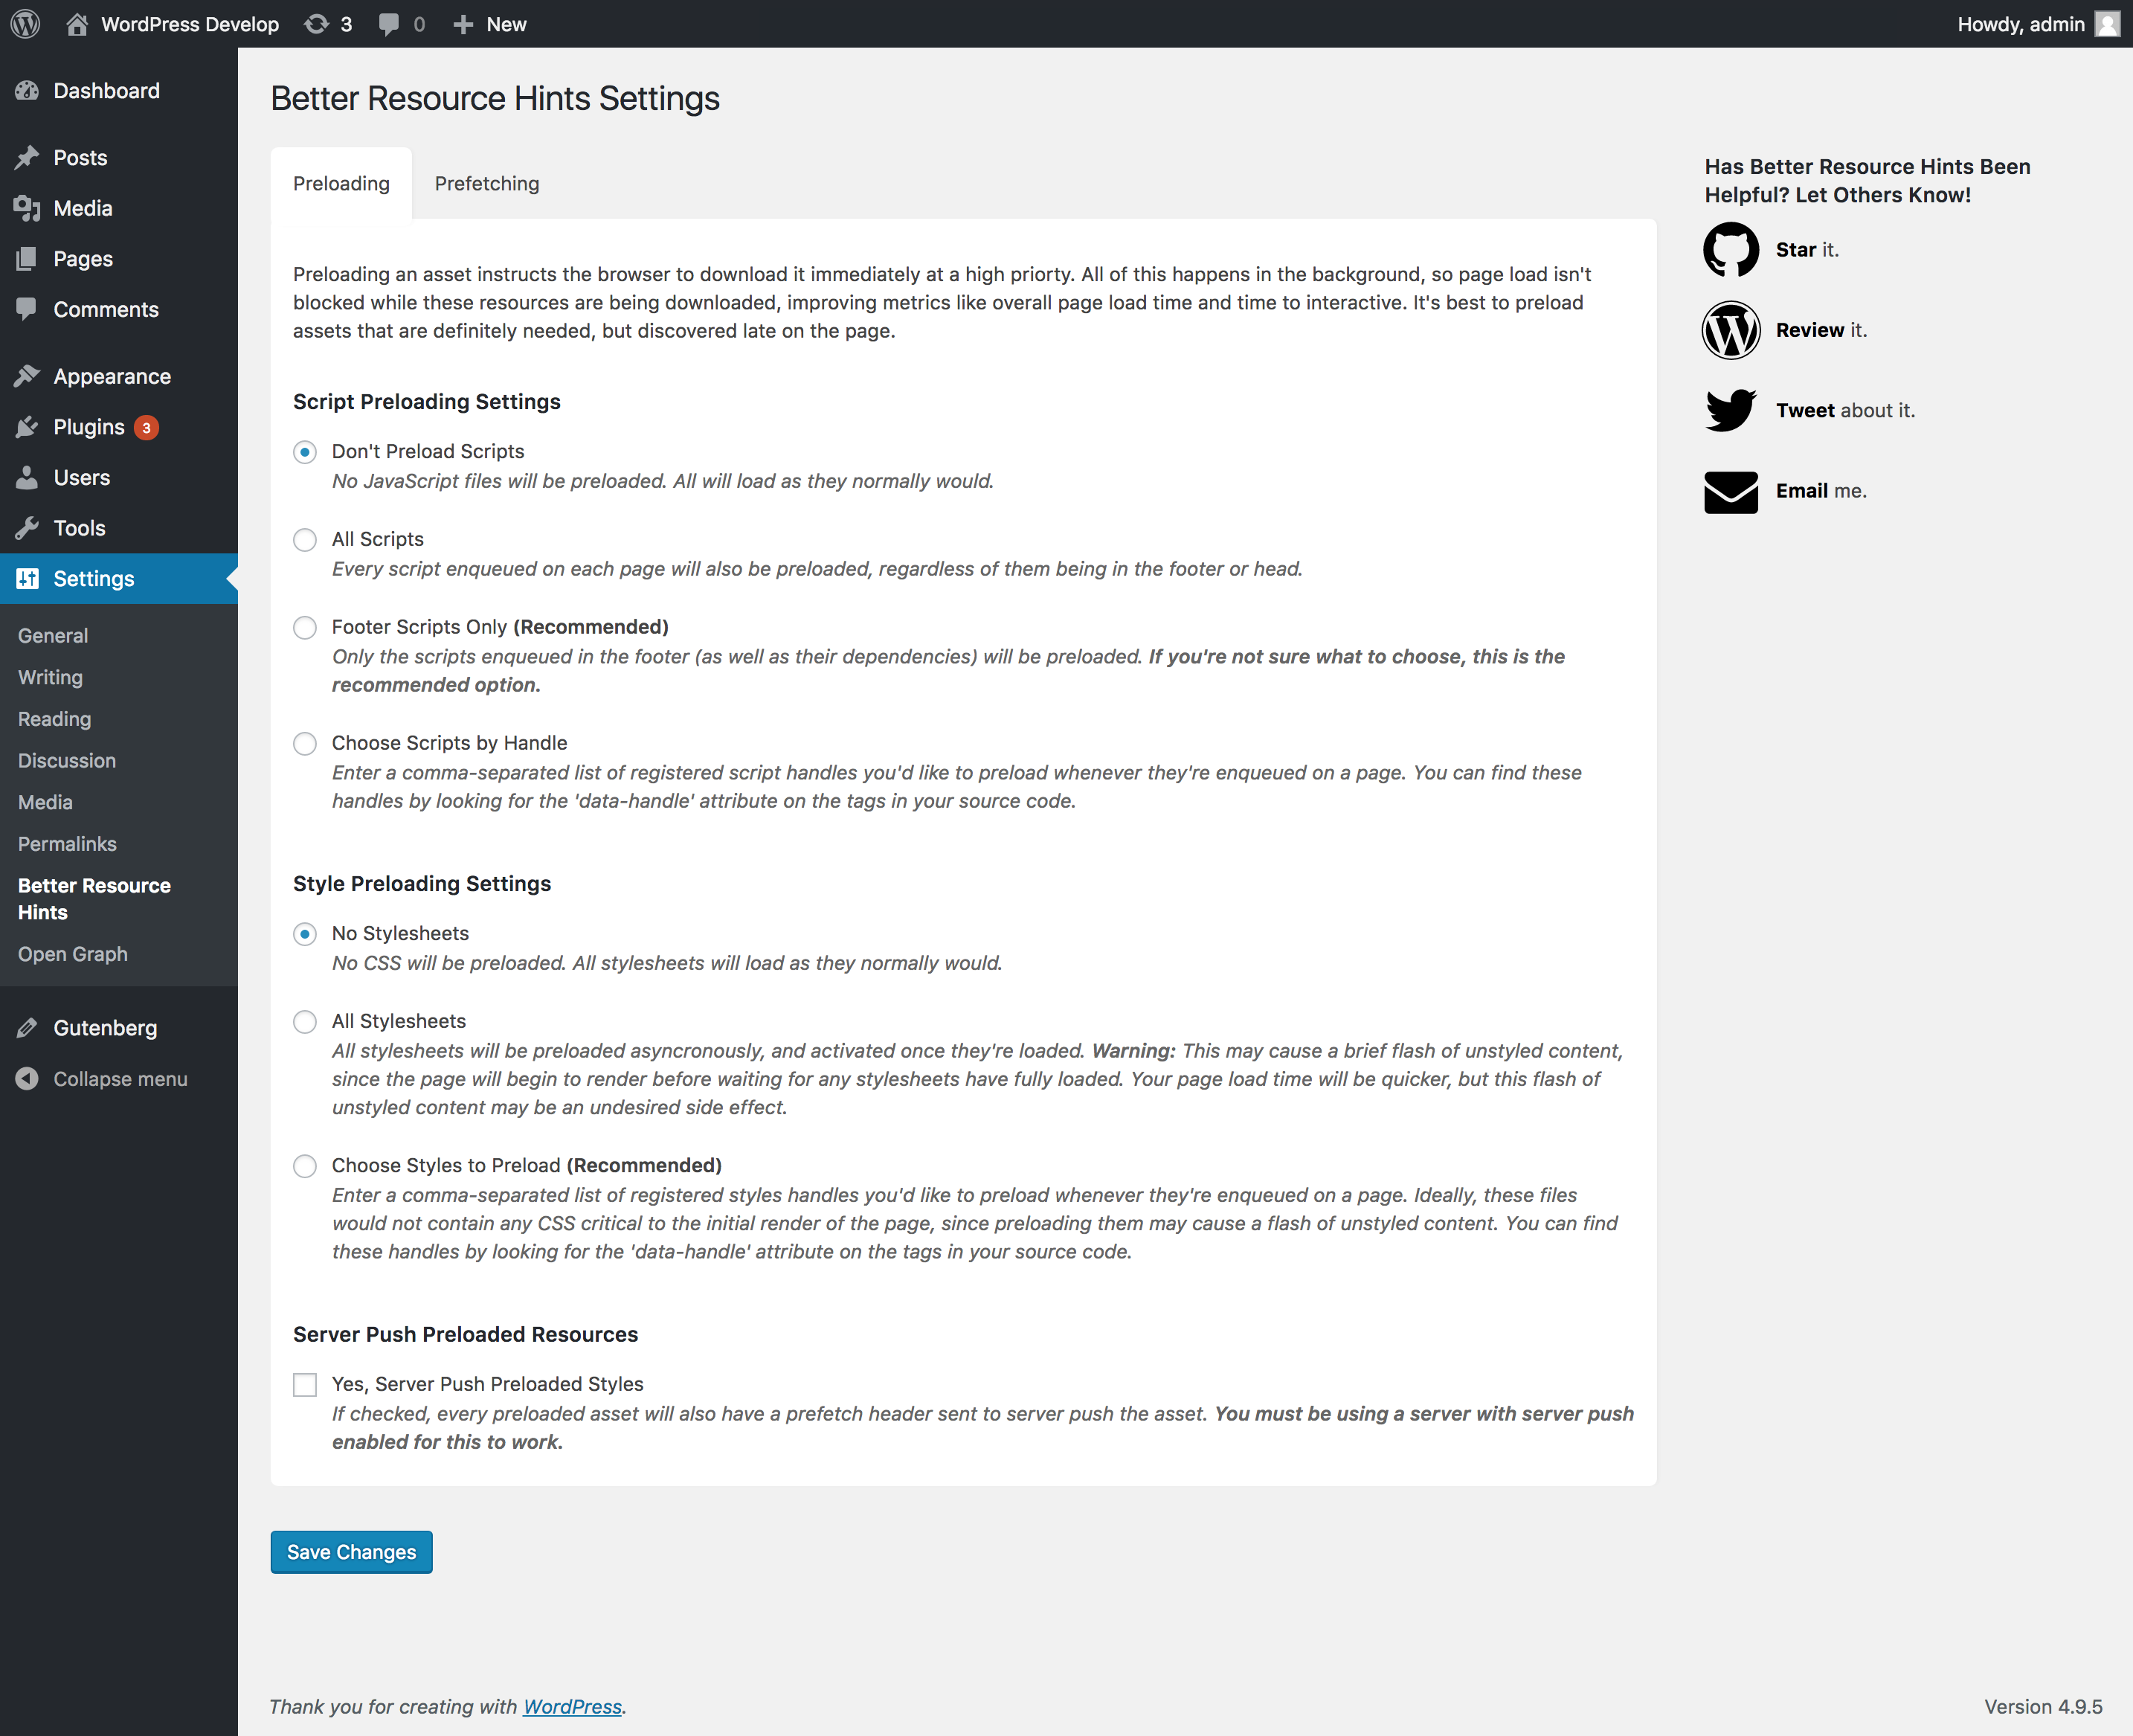 WordPress Develop 3 0 New Howdy, admin
Dashboard
Posts
Media
Pages
Comments
Appearance
Plugins 3
Users
Tools
Settings
General
Writing
Reading
Discussion
Media
Permalinks
Better Resource
Hints
Open Graph
Gutenberg
Collapse menu
Better Resource Hints Settings
Preloading Prefetching
Preloading an asset instructs the browser to download it immediately at a high priorty. All of this happens in the background, so page load isn't
blocked while these resources are being downloaded, improving metrics like overall page load time and time to interactive. It's best to preload
assets that are definitely needed, but discovered late on the page.
Script Preloading Settings
Don't Preload Scripts
No JavaScript files will be preloaded. All will load as they normally would.
All Scripts
Every script enqueued on each page will also be preloaded, regardless of them being in the footer or head.
Footer Scripts Only (Recommended)
Only the scripts enqueued in the footer (as well as their dependencies) will be preloaded. If you're not sure what to choose, this is the
recommended option.
Choose Scripts by Handle
Enter a comma-separated list of registered script handles you'd like to preload whenever they're enqueued on a page. You can find these
handles by looking for the 'data-handle' attribute on the tags in your source code.
Style Preloading Settings
No Stylesheets
No CSS will be preloaded. All stylesheets will load as they normally would.
All Stylesheets
All stylesheets will be preloaded asyncronously, and activated once they're loaded. Warning: This may cause a brief flash of unstyled content,
since the page will begin to render before waiting for any stylesheets have fully loaded. Your page load time will be quicker, but this flash of
unstyled content may be an undesired side effect.
Choose Styles to Preload (Recommended)
Enter a comma-separated list of registered styles handles you'd like to preload whenever they're enqueued on a page. Ideally, these files
would not contain any CSS critical to the initial render of the page, since preloading them may cause a flash of unstyled content. You can find
these handles by looking for the 'data-handle' attribute on the tags in your source code.
Server Push Preloaded Resources
Yes, Server Push Preloaded Styles
If checked, every preloaded asset will also have a prefetch header sent to server push the asset. You must be using a server with server push
enabled for this to work.
Save Changes
Has Better Resource Hints Been
Helpful? Let Others Know!
Star it.
Review it.
Tweet about it.
Email me.
Thank you for creating with WordPress.
Version 4.9.5